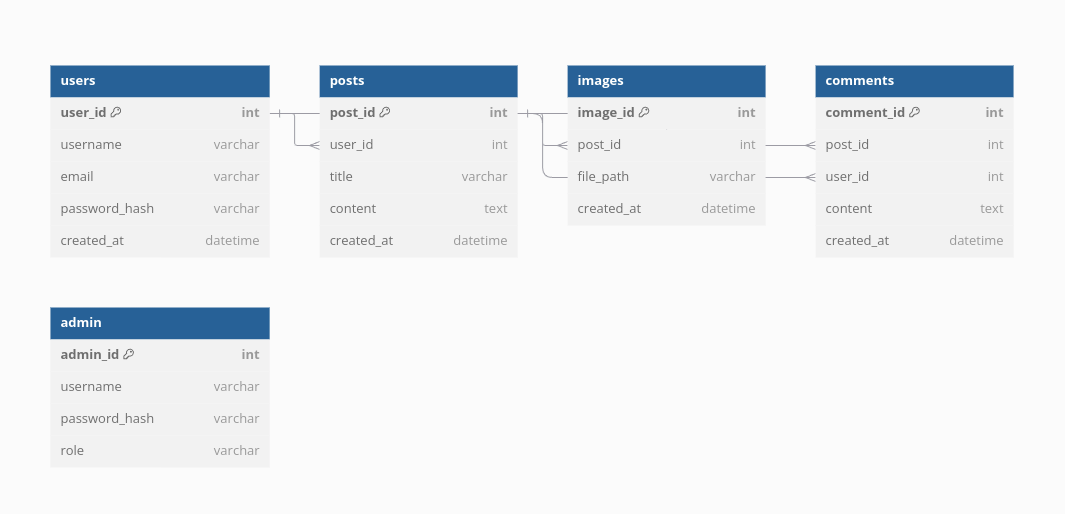 users
user_id int
username varchar
email varchar
password_hash varchar
created_at datetime
posts
post_id int
user_id int
title varchar
content text
created_at datetime
images
image_id int
post_id int
file_path varchar
created_at datetime
comments
comment_id int
post_id int
user_id int
content text
created_at datetime
admin
admin_id int
username varchar
password_hash varchar
role varchar